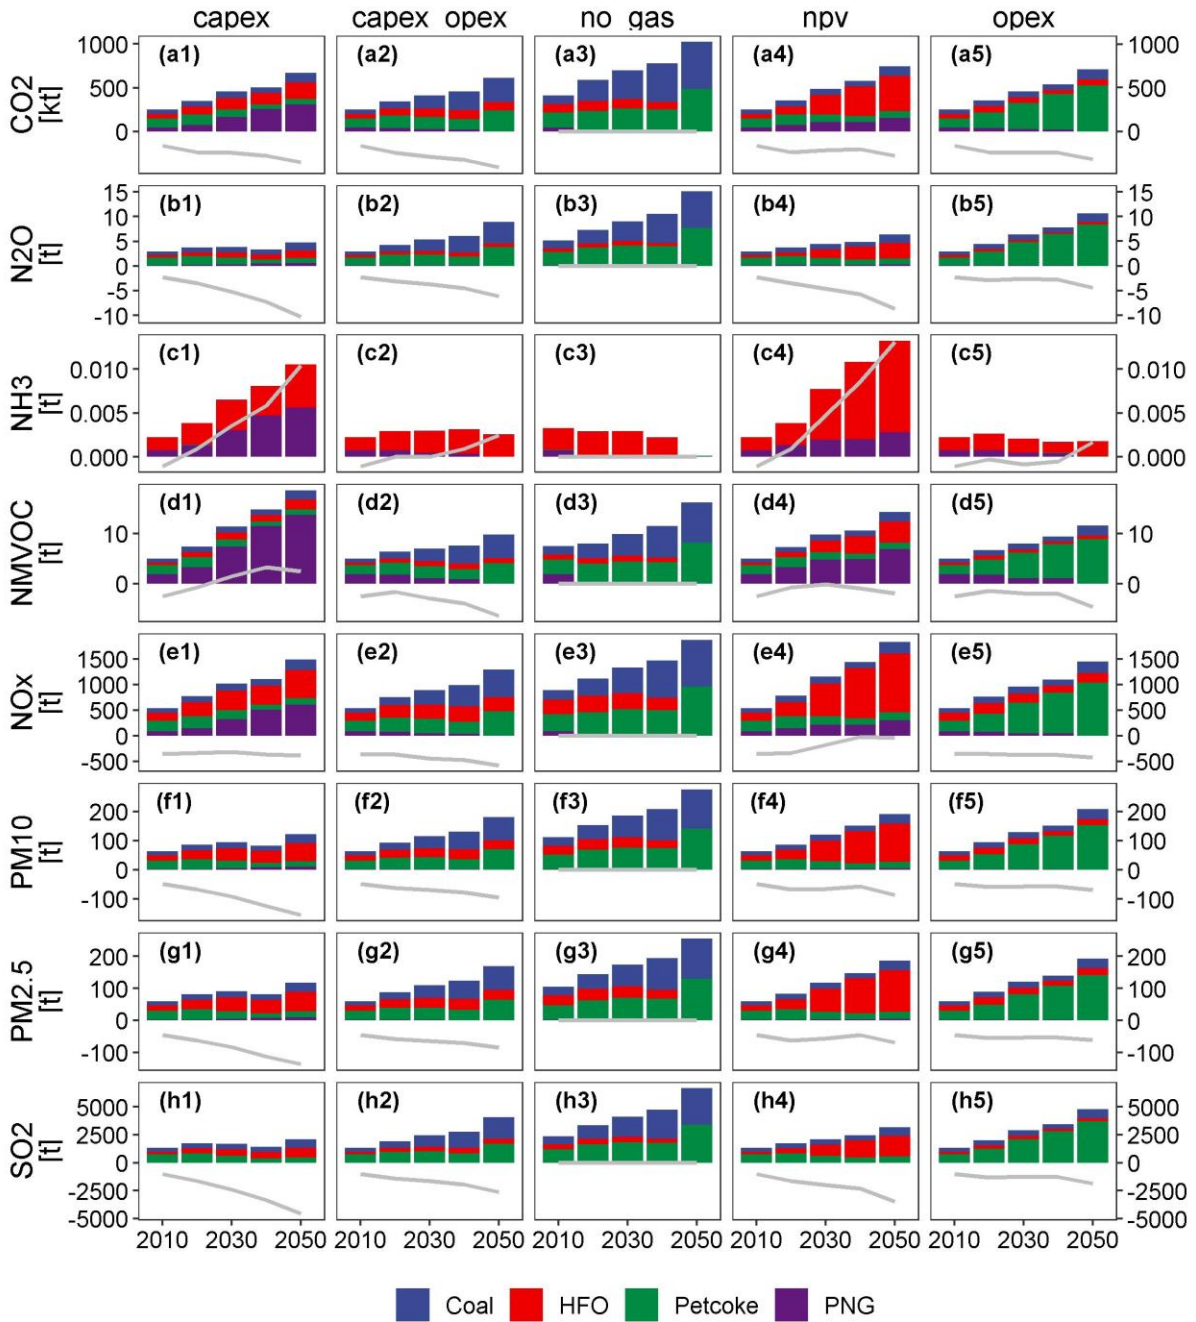 capex capex_opex no_gas npv opex
CO2
[kt]
1000
500
0
(a1) (a2) (a3) (a4) (a5)
1000
500
0
N2O
[t]
15
10
5
0
-5
-10
(b1) (b2) (b3) (b4) (b5)
15
10
5
0
-5
-10
NH3
[t]
0.010
0.005
0.000
(c1) (c2) (c3) (c4) (c5)
0.010
0.005
0.000
NMVOC
[t]
10
0
(d1) (d2) (d3) (d4) (d5)
10
0
NOx
[t]
1500
1000
500
0
-500
(e1) (e2) (e3) (e4) (e5)
1500
1000
500
0
-500
PM10
[t]
200
100
0
-100
(f1) (f2) (f3) (f4) (f5)
200
100
0
-100
PM2.5
[t]
200
100
0
-100
(g1) (g2) (g3) (g4) (g5)
200
100
0
-100
SO2
[t]
5000
2500
0
-2500
-5000
(h1) (h2) (h3) (h4) (h5)
5000
2500
0
-2500
-5000
2010 2030 2050 2010 2030 2050 2010 2030 2050 2010 2030 2050 2010 2030 2050
Coal HFO Petcoke PNG